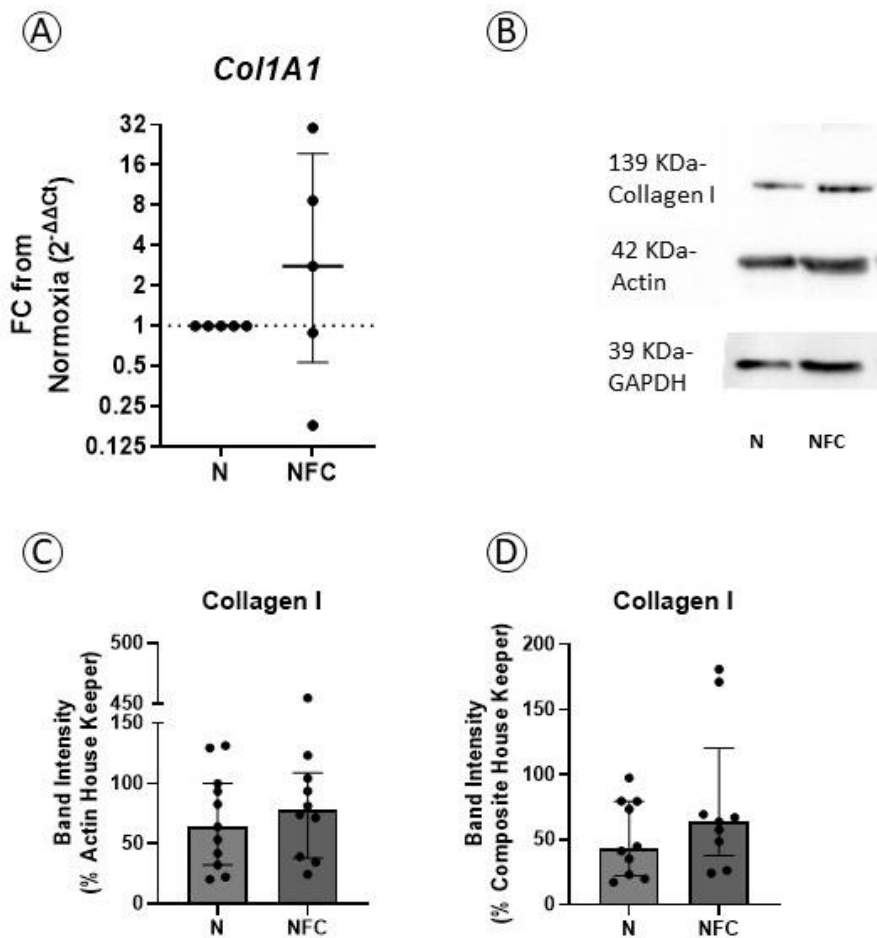 A
Col1A1
FC from
Normoxia (2^-ΔΔCt)
32
16
8
4
2
1
0.5
0.25
0.125
N NFC
B
139 KDa-
Collagen I
42 KDa-
Actin
39 KDa-
GAPDH
N NFC
C
Collagen I
Band Intensity
(% Actin House Keeper)
500
450
150
100
50
0
N NFC
D
Collagen I
Band Intensity
(% Composite House Keeper)
200
150
100
50
0
N NFC